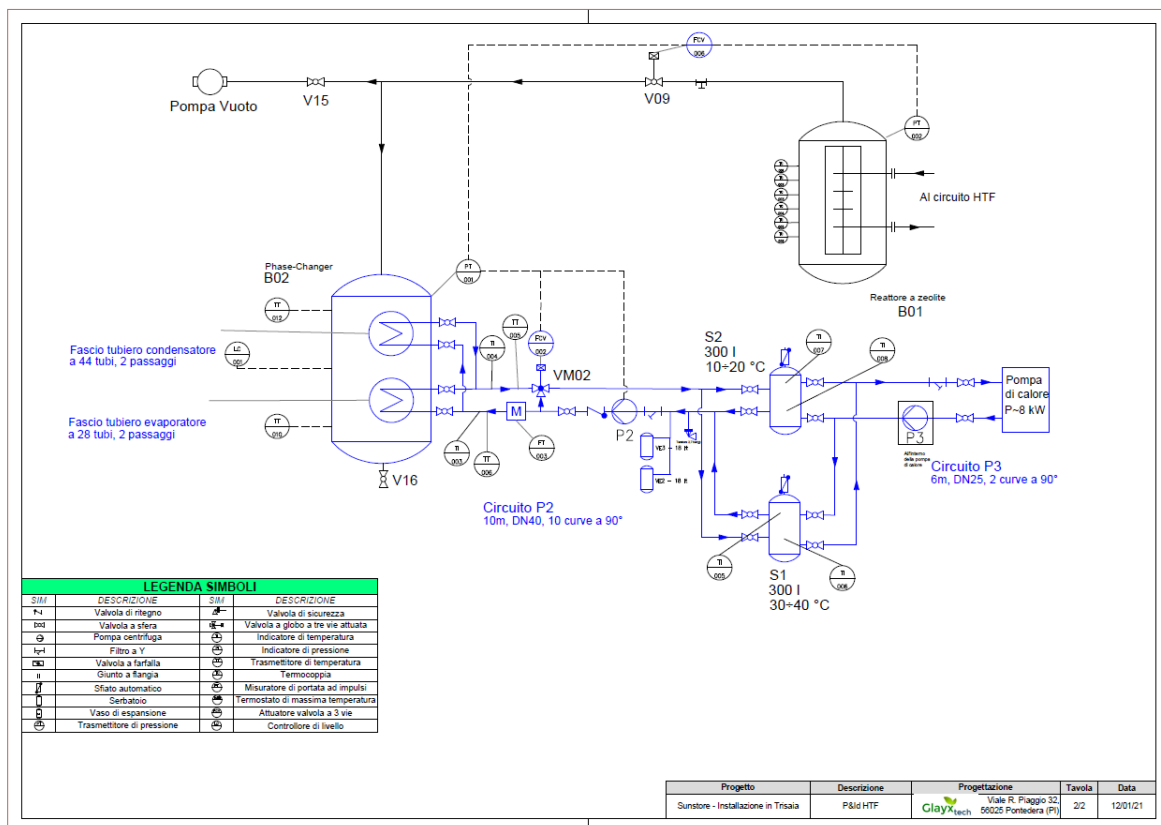 FCV
006
Pompa Vuoto
V15
V09
PT
002
Al circuito HTF
Reattore a zeolite
B01
Phase-Changer
B02
PT
001
TT
012
LC
001
TT
010
Fascio tubiero condensatore
a 44 tubi, 2 passaggi
Fascio tubiero evaporatore
a 28 tubi, 2 passaggi
V16
TI
004
TT
005
FCV
002
VM02
M
P2
TI
003
TT
006
FT
003
Circuito P2
10m, DN40, 10 curve a 90°
S2
300 l
10÷20 °C
TI
007
TI
008
Pompa
di calore
P~8 kW
P3
All'interno
della pompa
di calore
Circuito P3
6m, DN25, 2 curve a 90°
VE3 - 18 lt
VE2 - 18 lt
TI
005
TI
006
S1
300 l
30÷40 °C
LEGENDA SIMBOLI
SIM DESCRIZIONE SIM DESCRIZIONE
Valvola di ritegno Valvola di sicurezza
Valvola a sfera Valvola a globo a tre vie attuata
Pompa centrifuga Indicatore di temperatura
Filtro a Y Indicatore di pressione
Valvola a farfalla Trasmettitore di temperatura
Giunto a flangia Termocoppia
Sfiato automatico Misuratore di portata ad impulsi
Serbatoio Termostato di massima temperatura
Vaso di espansione Attuatore valvola a 3 vie
Trasmettitore di pressione Controllore di livello
Progetto Descrizione Progettazione Tavola Data
Sunstore - Installazione in Trisaia P&Id HTF Glayx tech Viale R. Piaggio 32, 56025 Pontedera (PI) 2/2 12/01/21